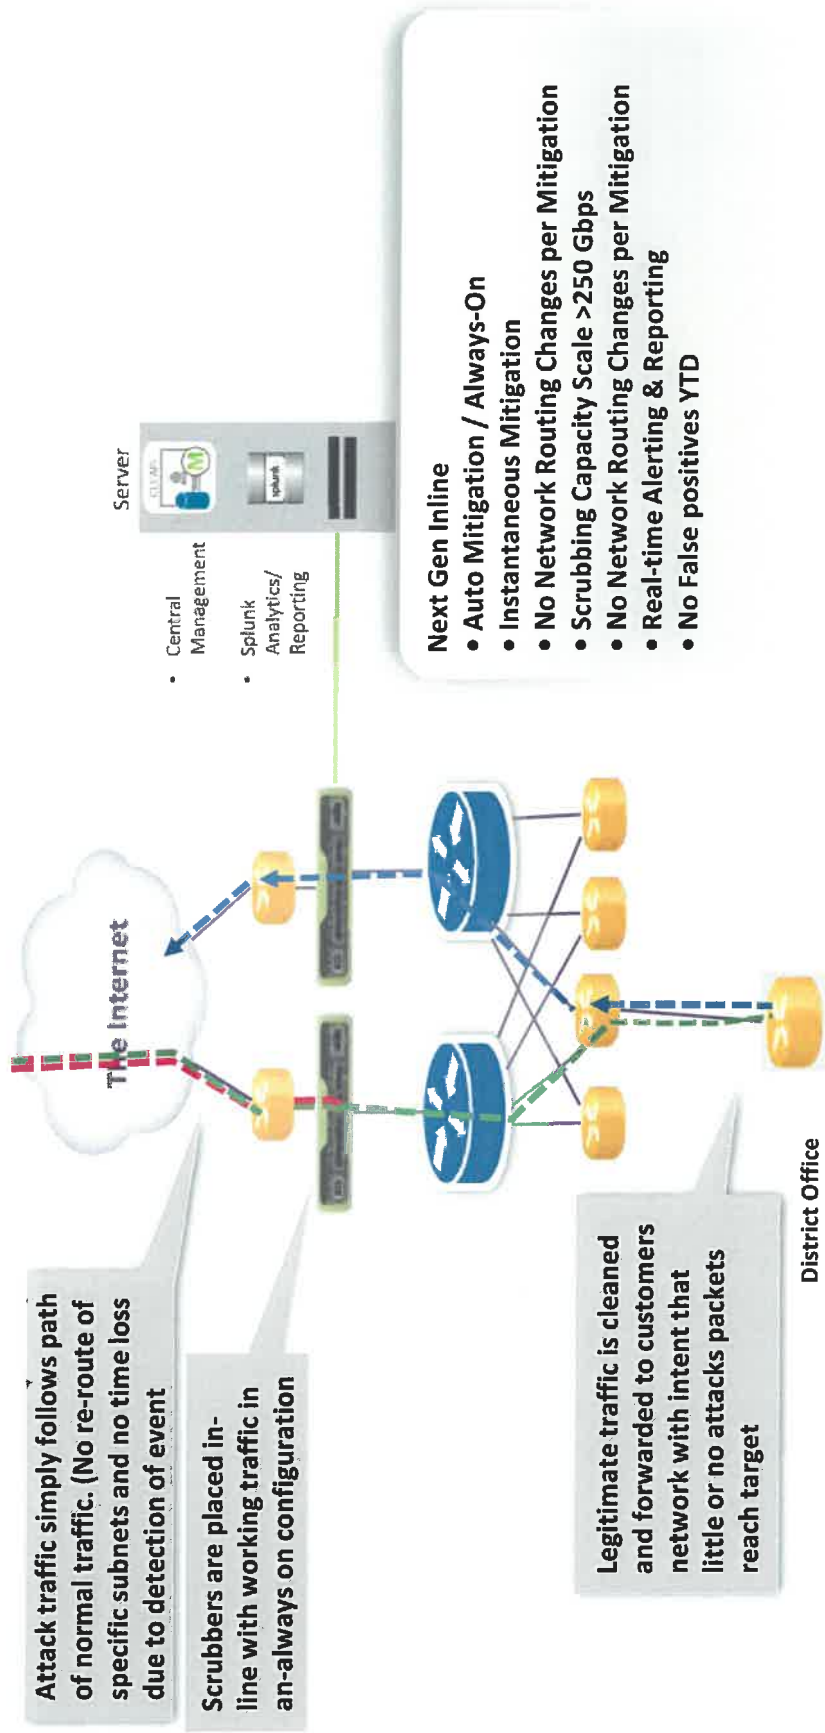 Attack traffic simply follows path
of normal traffic. (No re-route of
specific subnets and no time loss
due to detection of event
Scrubbers are placed in-
line with working traffic in
an-always on configuration
Legitimate traffic is cleaned
and forwarded to customers
network with intent that
little or no attacks packets
reach target
District Office
The Internet
Server
• Central
Management
• Splunk
Analytics/
Reporting
splunk
M
Next Gen Inline
• Auto Mitigation / Always-On
• Instantaneous Mitigation
• No Network Routing Changes per Mitigation
• Scrubbing Capacity Scale >250 Gbps
• No Network Routing Changes per Mitigation
• Real-time Alerting & Reporting
• No False positives YTD